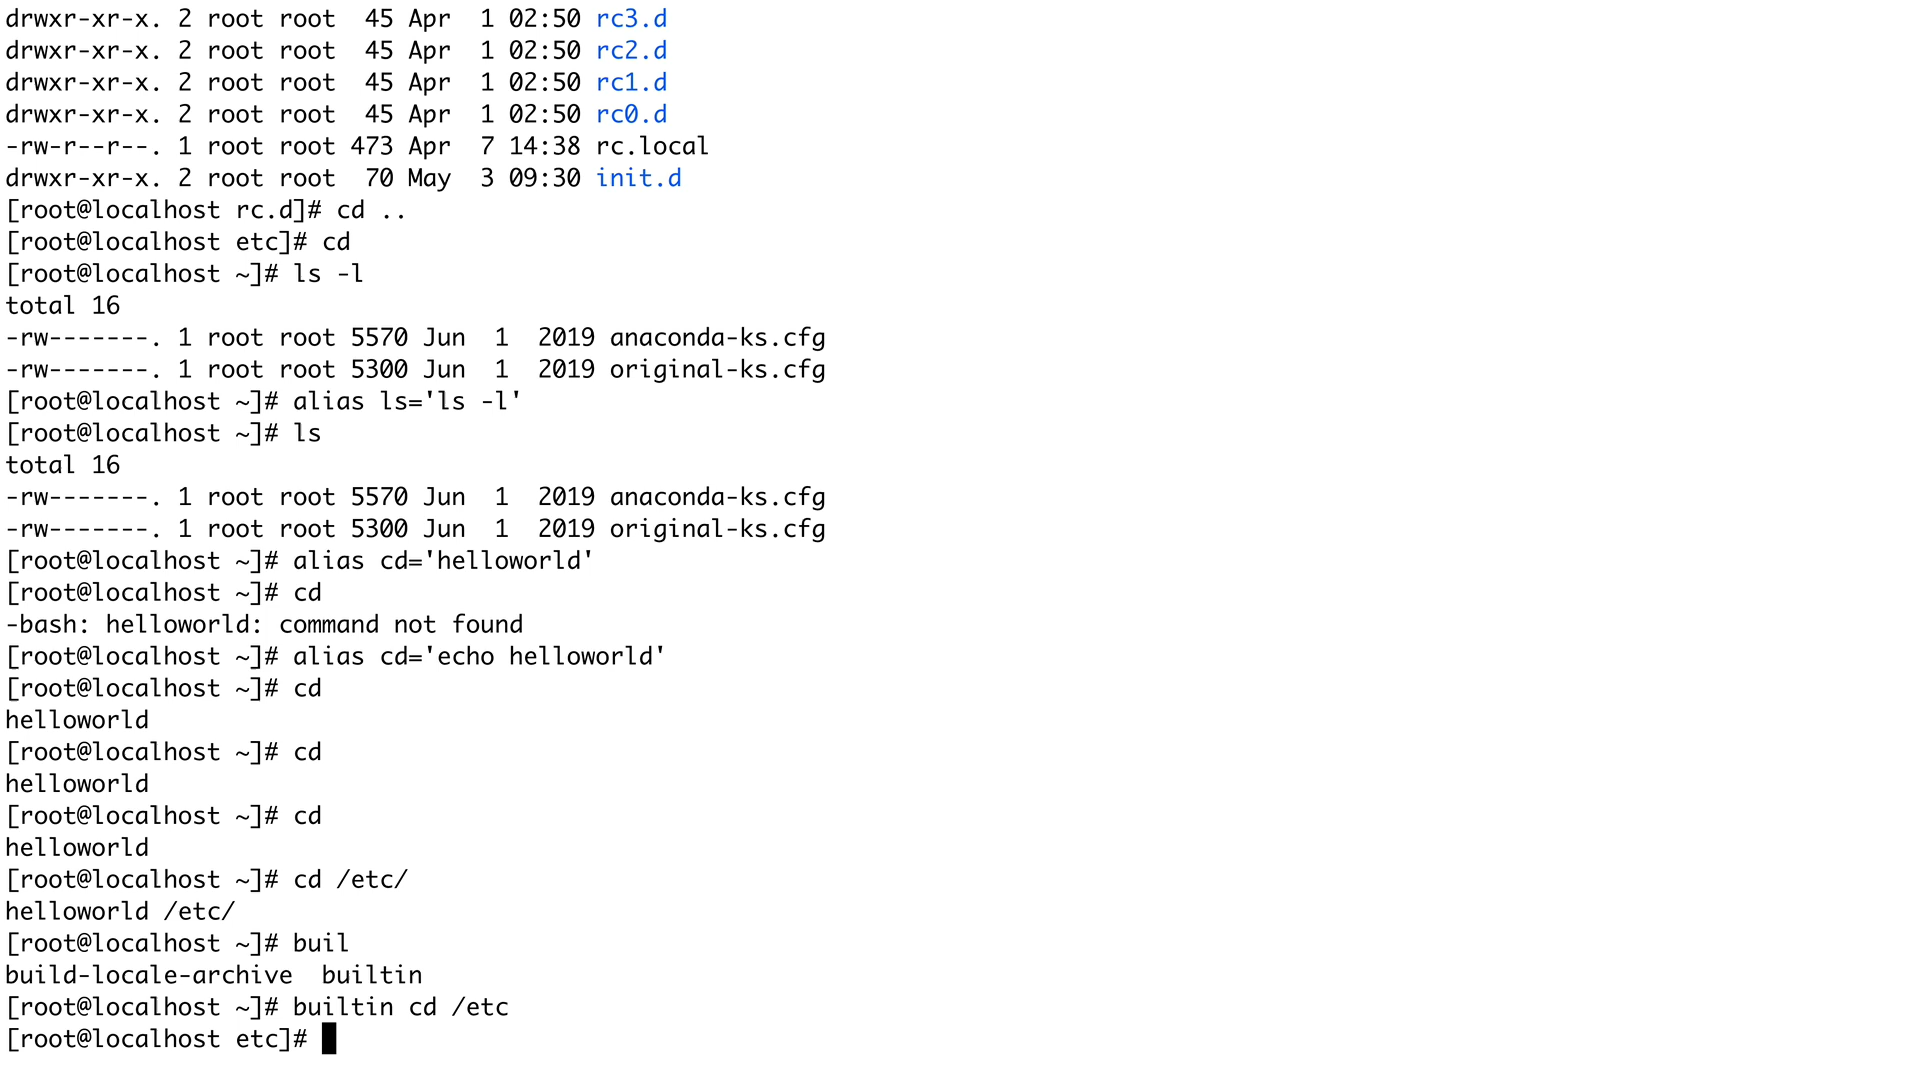 drwxr-xr-x. 2 root root  45 Apr  1 02:50 rc3.d
drwxr-xr-x. 2 root root  45 Apr  1 02:50 rc2.d
drwxr-xr-x. 2 root root  45 Apr  1 02:50 rc1.d
drwxr-xr-x. 2 root root  45 Apr  1 02:50 rc0.d
-rw-r--r--. 1 root root 473 Apr  7 14:38 rc.local
drwxr-xr-x. 2 root root  70 May  3 09:30 init.d
[root@localhost rc.d]# cd ..
[root@localhost etc]# cd
[root@localhost ~]# ls -l
total 16
-rw-------. 1 root root 5570 Jun  1  2019 anaconda-ks.cfg
-rw-------. 1 root root 5300 Jun  1  2019 original-ks.cfg
[root@localhost ~]# alias ls='ls -l'
[root@localhost ~]# ls
total 16
-rw-------. 1 root root 5570 Jun  1  2019 anaconda-ks.cfg
-rw-------. 1 root root 5300 Jun  1  2019 original-ks.cfg
[root@localhost ~]# alias cd='helloworld'
[root@localhost ~]# cd
-bash: helloworld: command not found
[root@localhost ~]# alias cd='echo helloworld'
[root@localhost ~]# cd
helloworld
[root@localhost ~]# cd
helloworld
[root@localhost ~]# cd
helloworld
[root@localhost ~]# cd /etc/
helloworld /etc/
[root@localhost ~]# buil
build-locale-archive  builtin
[root@localhost ~]# builtin cd /etc
[root@localhost etc]#